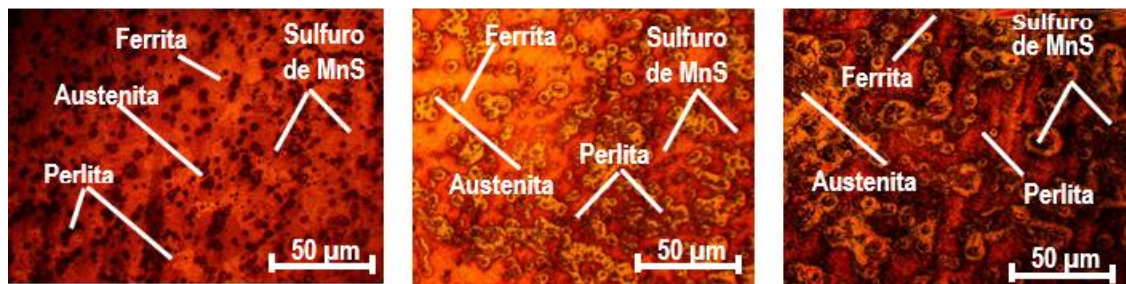 Ferrita
Sulfuro
de MnS
Austenita
Perlita
50 µm
Ferrita
Sulfuro
de MnS
Perlita
Austenita
50 µm
Sulfuro
de MnS
Ferrita
Austenita
Perlita
50 µm